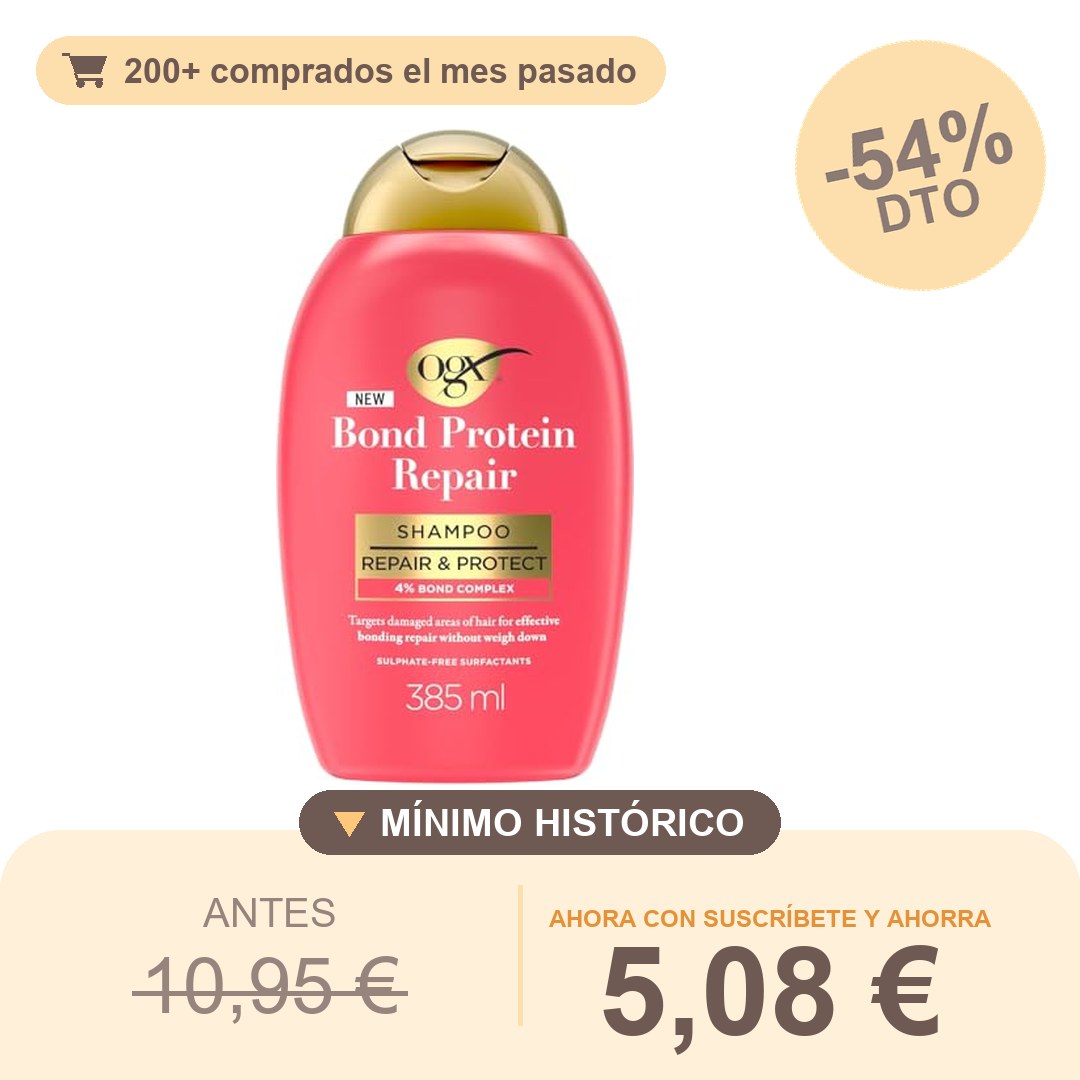 200+ comprados el mes pasado
-54%
DTO
Ogx
NEW
Bond Protein
Repair
SHAMPOO
REPAIR & PROTECT
4% BOND COMPLEX
Targets damaged areas of hair for effective
bonding repair without weigh down
SULPHATE-FREE SURFACTANTS
385 ml
MÍNIMO HISTÓRICO
ANTES
10,95 €
AHORA CON SUSCRÍBETE Y AHORRA
5,08 €